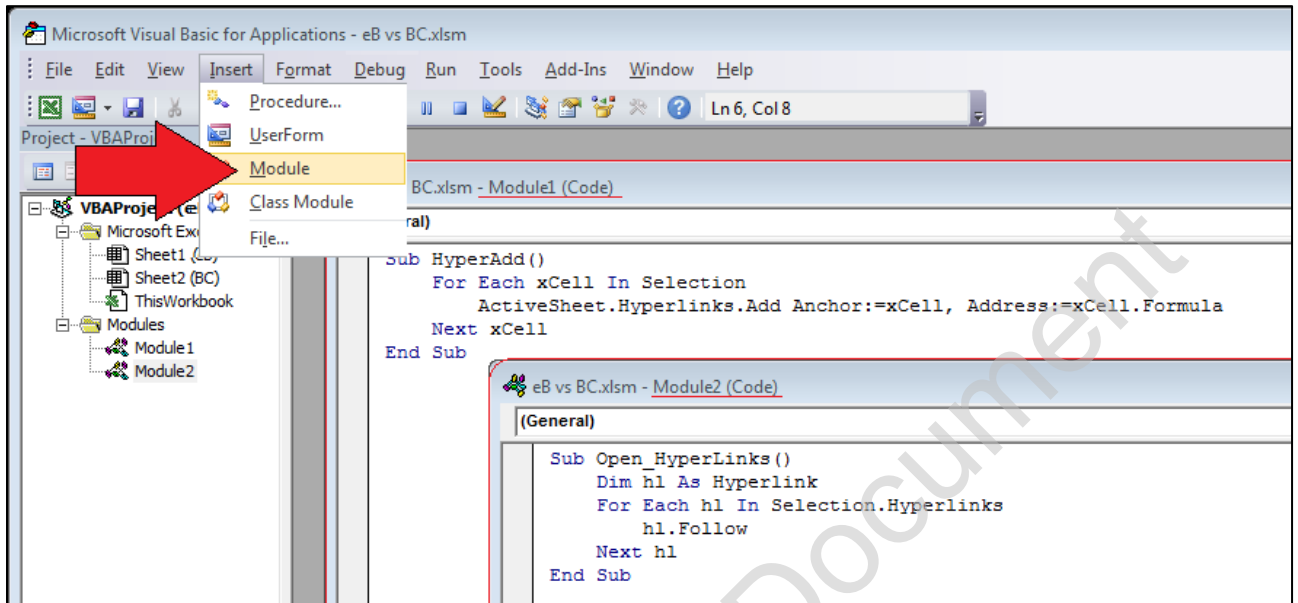 Microsoft Visual Basic for Applications - eB vs BC.xlsm
File Edit View Insert Format Debug Run Tools Add-Ins Window Help
Ln 6, Col 8
Procedure...
UserForm
Module
Class Module
File...
Project - VBAProj
VBAProje (e
Microsoft Exc
Sheet1 (
Sheet2 (BC)
ThisWorkbook
Modules
Module1
Module2
BC.xlsm - Module1 (Code)
ral)
Sub HyperAdd()
For Each xCell In Selection
ActiveSheet.Hyperlinks.Add Anchor:=xCell, Address:=xCell.Formula
Next xCell
End Sub
eB vs BC.xlsm - Module2 (Code)
(General)
Sub Open_HyperLinks()
Dim hl As Hyperlink
For Each hl In Selection.Hyperlinks
hl.Follow
Next hl
End Sub
Document